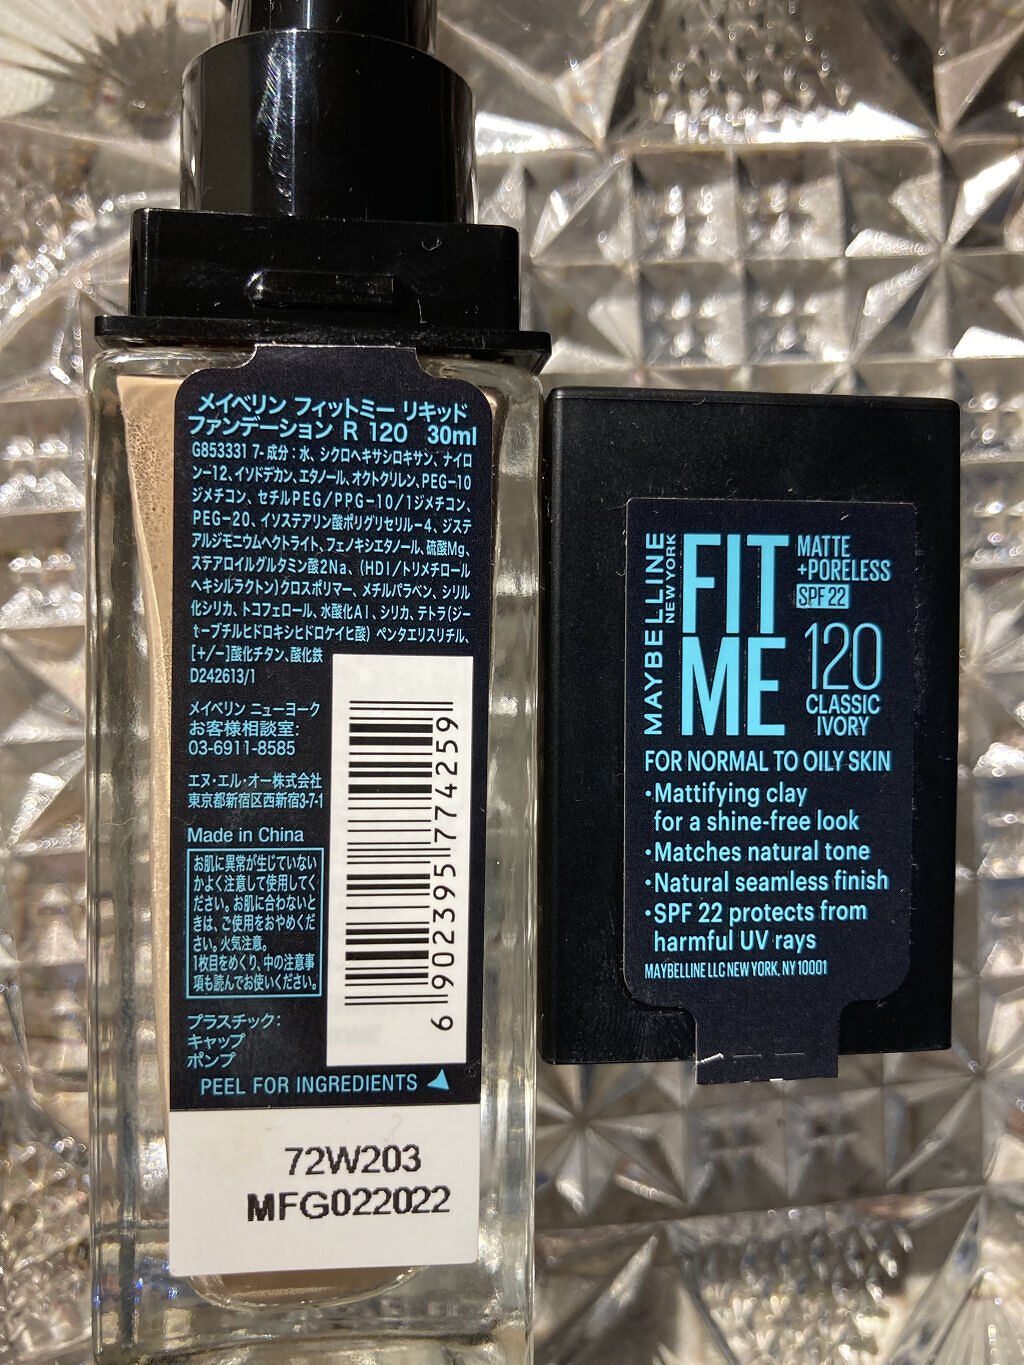 メイベリン フィットミー リキッド
ファンデーション R 120 30ml
G853331 7- 成分：水、シクロヘキサシロキサン、ナイロ
ン-12、イソドデカン、エタノール、オクトクリレン、PEG-10
ジメチコン、セチルPEG/PPG-10/1ジメチコン、
PEG-20、イソステアリン酸ポリグリセリル-4、ジステ
アルジモニウムヘクトライト、フェノキシエタノール、硫酸Mg、
ステアロイルグルタミン酸2Na、(HDI/トリメチロール
ヘキシルラクトン)クロスポリマー、メチルパラベン、シリル
化シリカ、トコフェロール、水酸化Al、シリカ、テトラ(ジー
t-ブチルヒドロキシヒドロケイヒ酸) ペンタエリスリチル、
[+/-]酸化チタン、酸化鉄
D242613/1
メイベリン ニューヨーク
お客様相談室:
03-6911-8585
エヌ・エル・オー株式会社
東京都新宿区西新宿3-7-1
Made in China
お肌に異常が生じていない
かよく注意して使用してく
ださい。お肌に合わないと
きは、ご使用をおやめくだ
さい。火気注意。
1枚目をめくり、中の注意事
項も読んでお使いください。
プラスチック:
キャップ
ポンプ
6 902395 774259
PEEL FOR INGREDIENTS
72W203
MFG022022
MAYBELLINE
NEW YORK
FIT
ME
MATTE
+PORELESS
SPF 22
120
CLASSIC
IVORY
FOR NORMAL TO OILY SKIN
•Mattifying clay
for a shine-free look
•Matches natural tone
•Natural seamless finish
•SPF 22 protects from
harmful UV rays
MAYBELLINE LLC NEW YORK, NY 10001